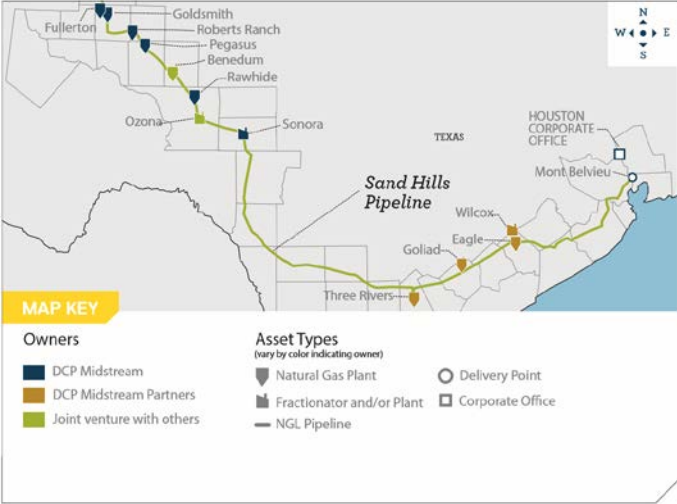 Goldsmith
N
Fullerton
Roberts Ranch
W E
Pegasus
S
Benedum
Rawhide
Ozona
Sonora
TEXAS
HOUSTON
CORPORATE
OFFICE
Mont Belvieu
Sand Hills
Pipeline
Wilcox
Eagle
Goliad
Three Rivers
MAP KEY
Owners
DCP Midstream
DCP Midstream Partners
Joint venture with others
Asset Types
(vary by color indicating owner)
Natural Gas Plant
Fractionator and/or Plant
NGL Pipeline
Delivery Point
Corporate Office